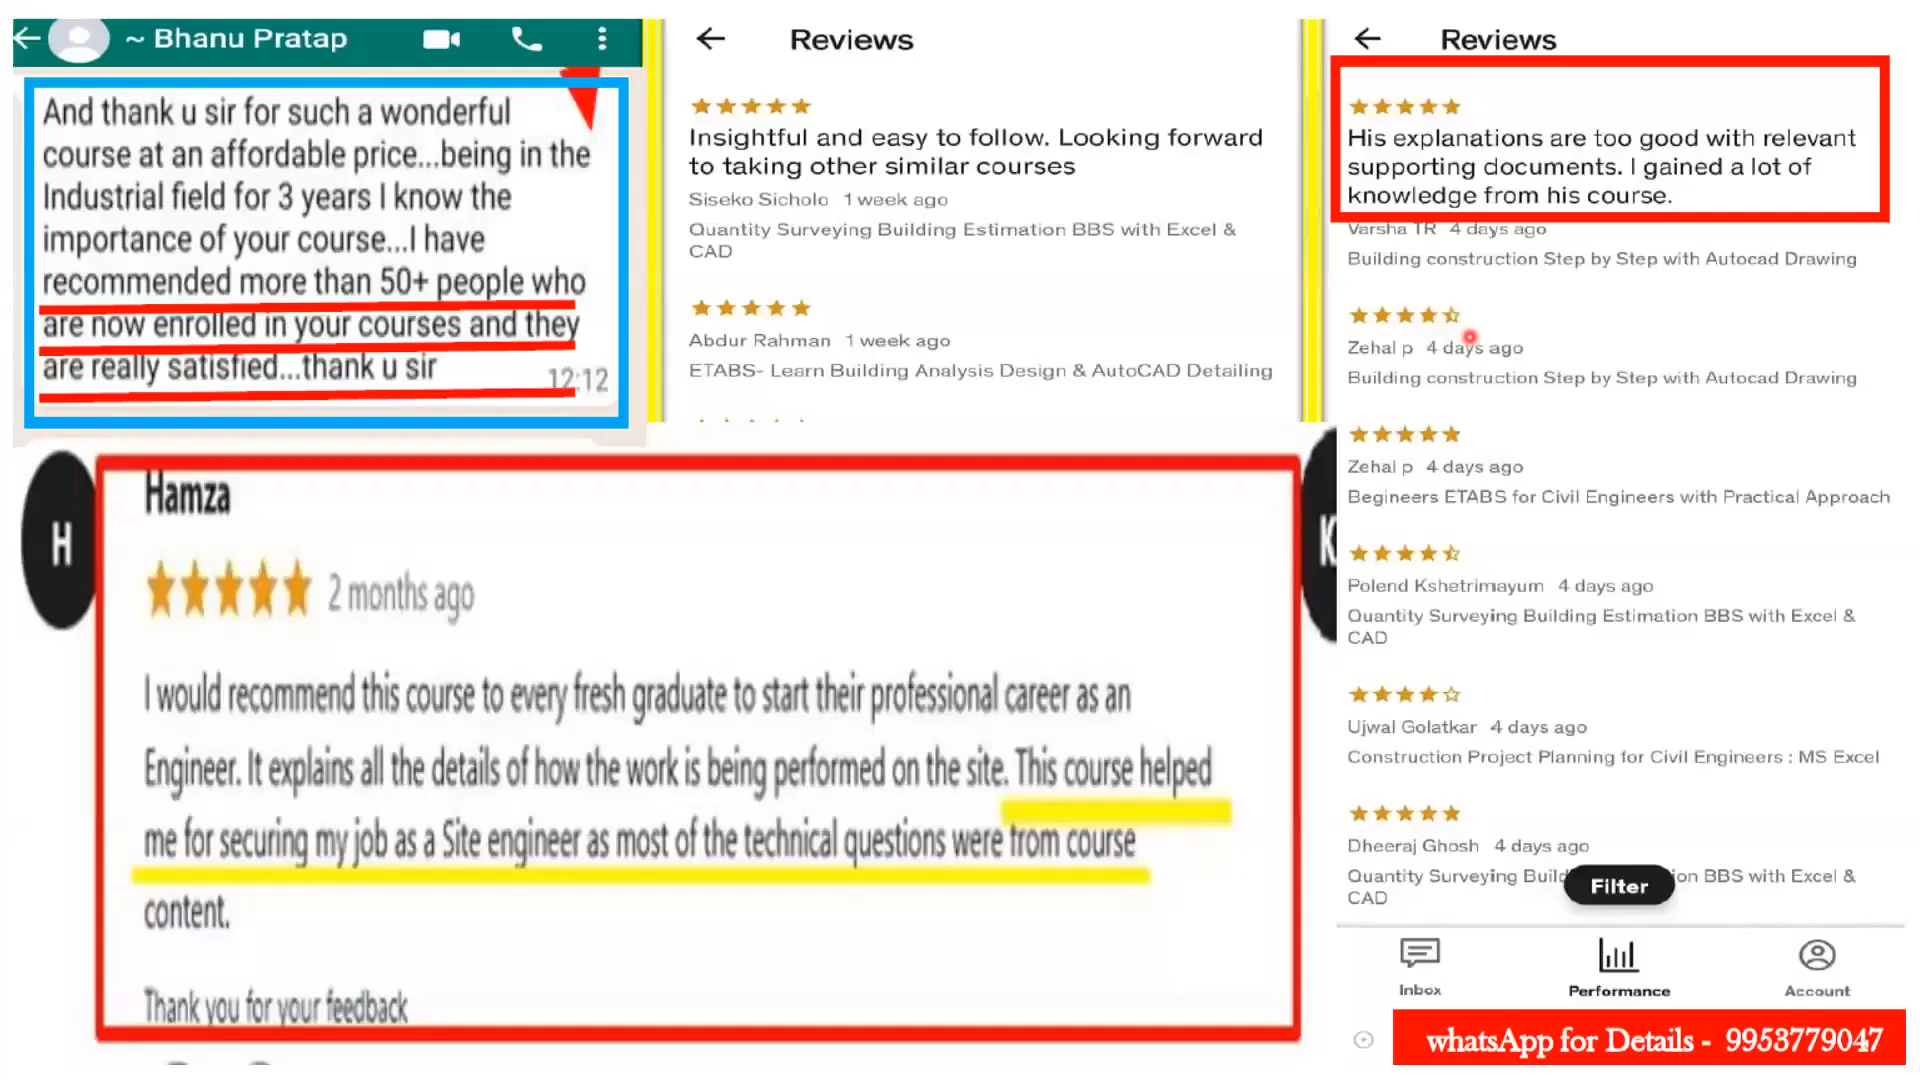 ~ Bhanu Pratap
And thank u sir for such a wonderful
course at an affordable price...being in the
Industrial field for 3 years I know the
importance of your course...I have
recommended more than 50+ people who
are now enrolled in your courses and they
are really satisfied...thank u sir
12:12
Reviews
Insightful and easy to follow. Looking forward
to taking other similar courses
Siseko Sicholo 1 week ago
Quantity Surveying Building Estimation BBS with Excel &
CAD
Abdur Rahman 1 week ago
ETABS- Learn Building Analysis Design & AutoCAD Detailing
H
Hamza
2 months ago
I would recommend this course to every fresh graduate to start their professional career as an
Engineer. It explains all the details of how the work is being performed on the site. This course helped
me for securing my job as a Site engineer as most of the technical questions were from course
content.
Thank you for your feedback
K
Reviews
His explanations are too good with relevant
supporting documents. I gained a lot of
knowledge from his course.
Varsha TR 4 days ago
Building construction Step by Step with Autocad Drawing
Zehal p 4 days ago
Building construction Step by Step with Autocad Drawing
Zehal p 4 days ago
Begineers ETABS for Civil Engineers with Practical Approach
Polend Kshetrimayum 4 days ago
Quantity Surveying Building Estimation BBS with Excel &
CAD
Ujwal Golatkar 4 days ago
Construction Project Planning for Civil Engineers : MS Excel
Dheeraj Ghosh 4 days ago
Quantity Surveying Build ion BBS with Excel &
CAD
Filter
Inbox
Performance
Account
whatsApp for Details - 9953779047